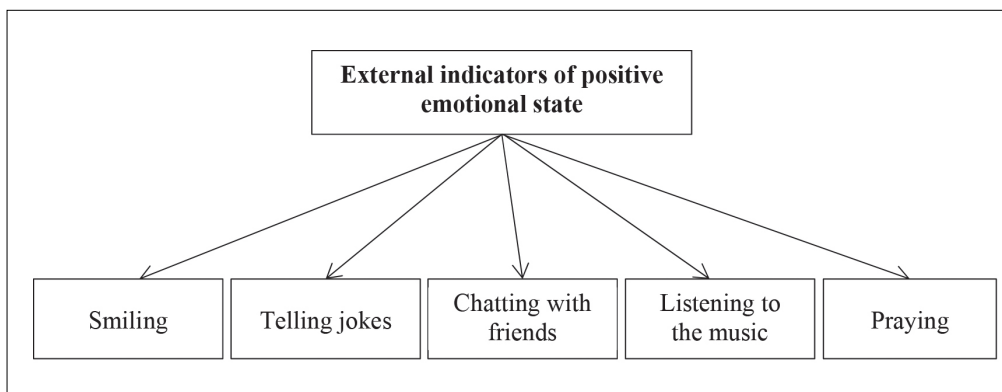 External indicators of positive
emotional state
Smiling
Telling jokes
Chatting with
friends
Listening to
the music
Praying